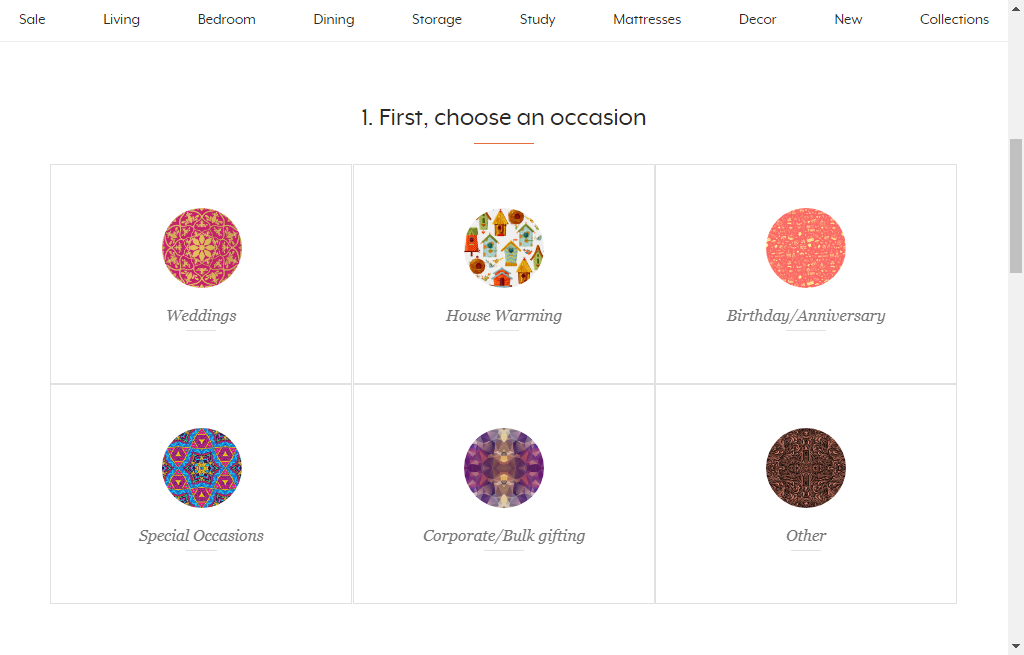 Sale Living Bedroom Dining Storage Study Mattresses Decor New Collections
1. First, choose an occasion
Weddings House Warming Birthday/Anniversary
Special Occasions Corporate/Bulk gifting Other